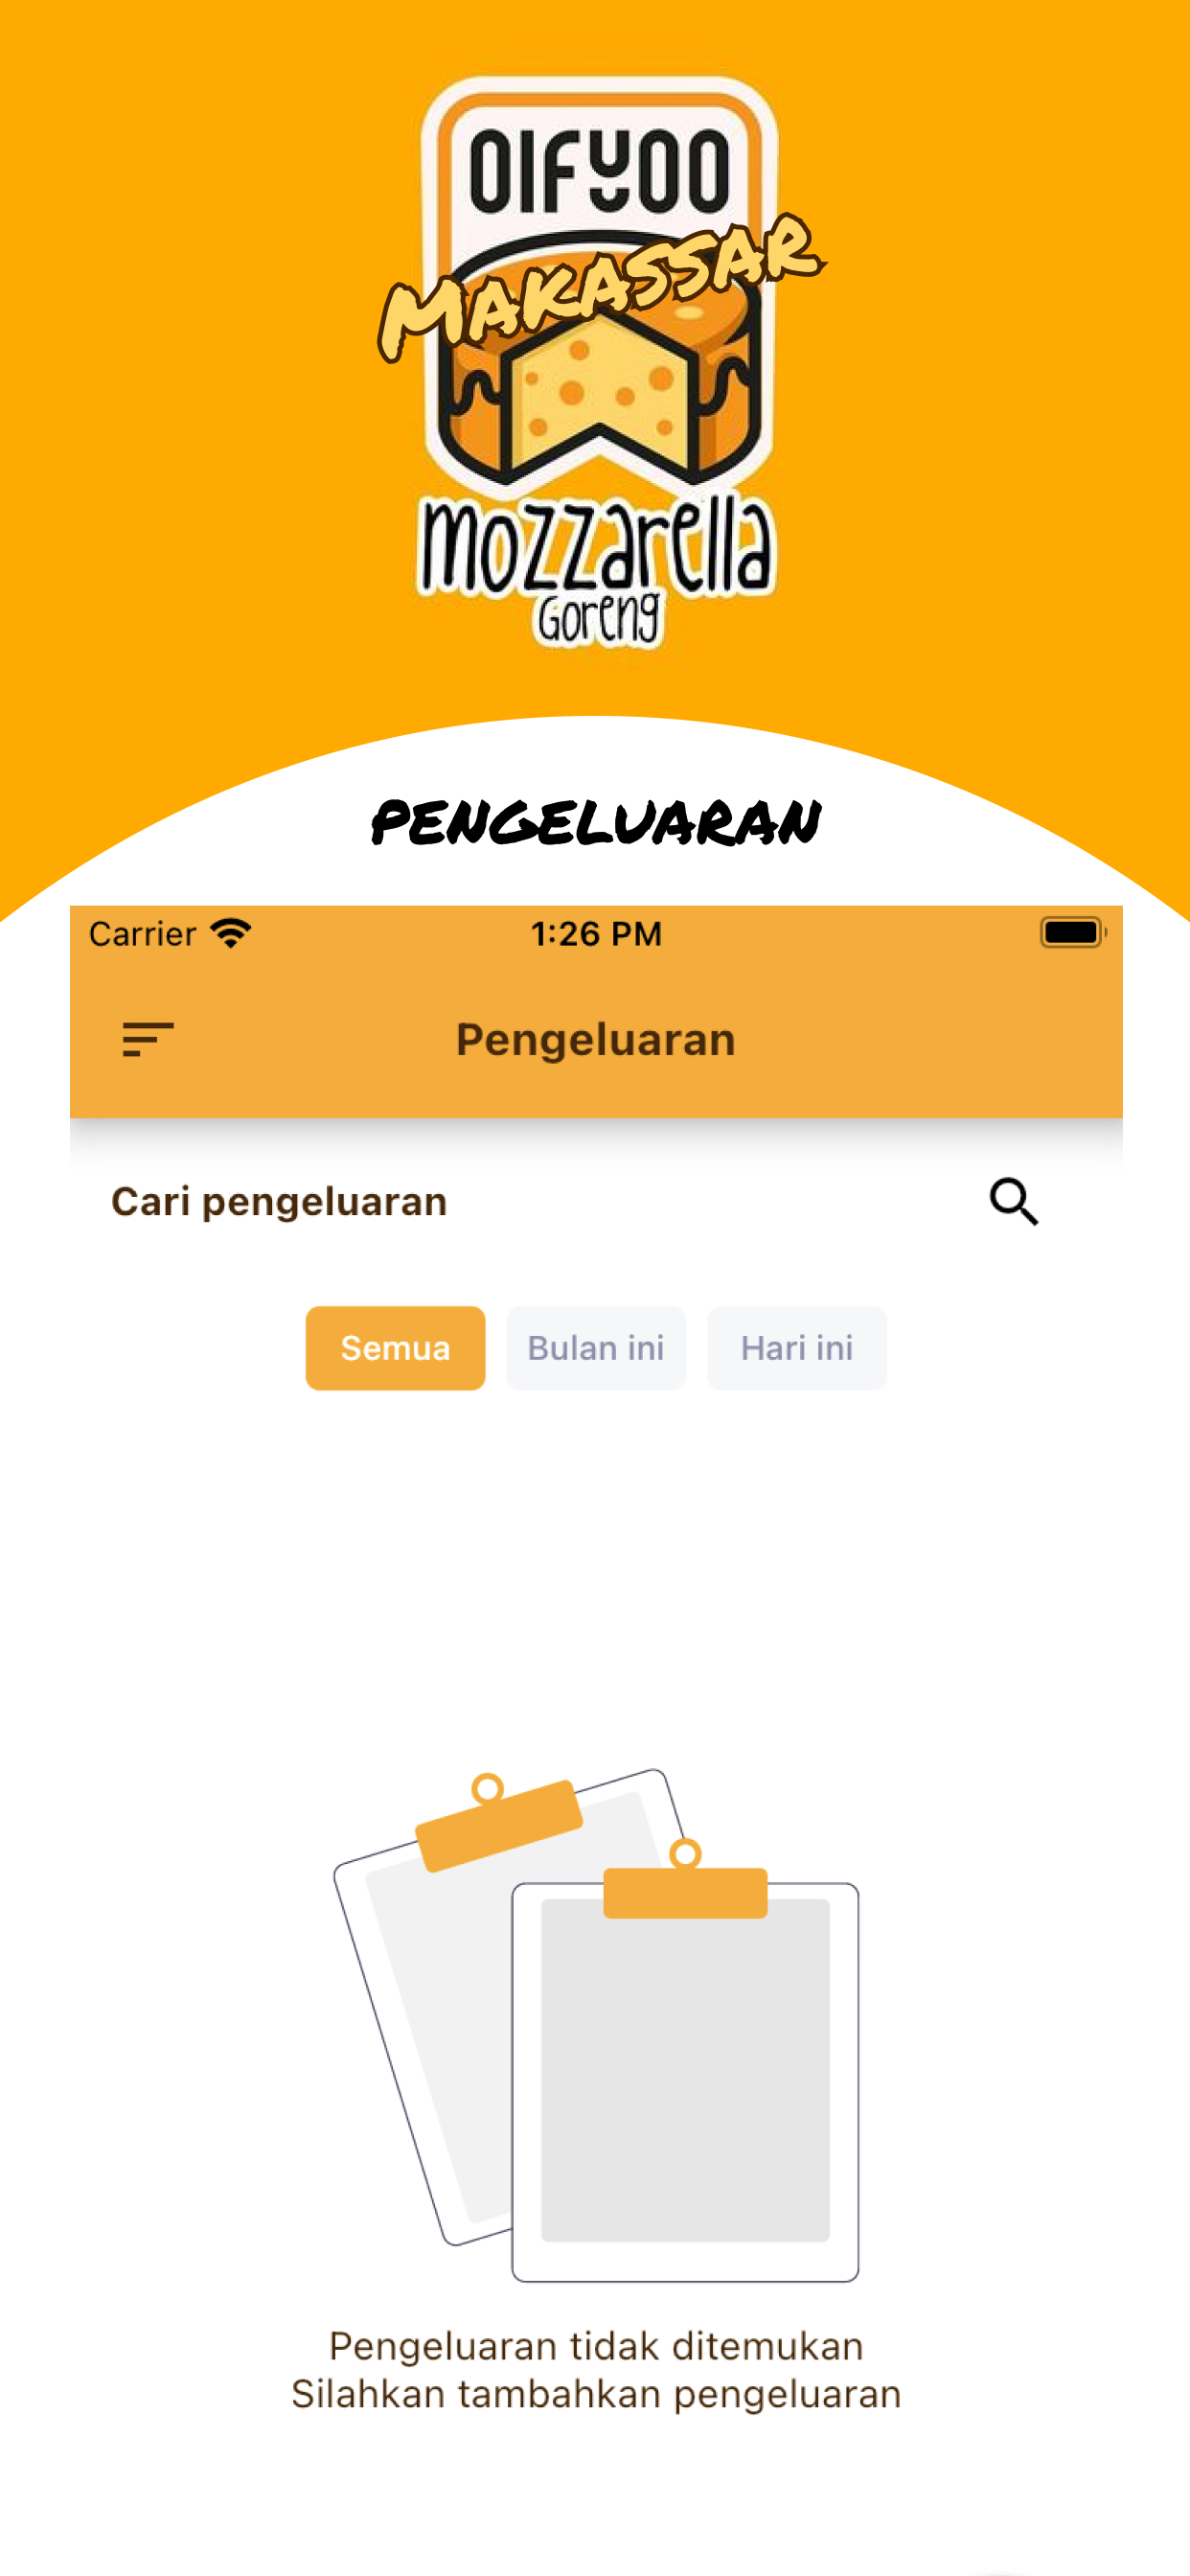 OIFYOO
MAKASSAR
mozzarella
Goreng
PENGELUARAN
Carrier 1:26 PM
Pengeluaran
Cari pengeluaran
Semua Bulan ini Hari ini
Pengeluaran tidak ditemukan
Silahkan tambahkan pengeluaran